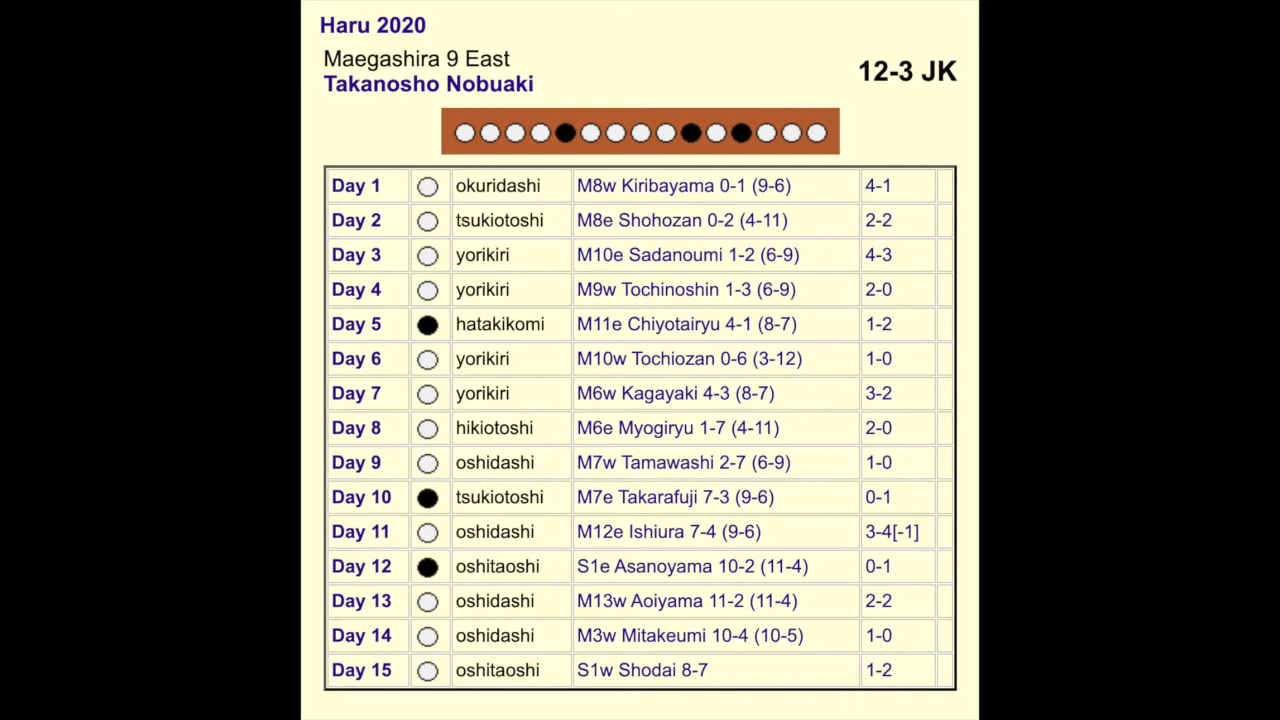 Haru 2020
Maegashira 9 East
Takanosho Nobuaki
12-3 JK
Day 1 okuridashi M8w Kiribayama 0-1 (9-6) 4-1
Day 2 tsukiotoshi M8e Shohozan 0-2 (4-11) 2-2
Day 3 yorikiri M10e Sadanoumi 1-2 (6-9) 4-3
Day 4 yorikiri M9w Tochinoshin 1-3 (6-9) 2-0
Day 5 hatakikomi M11e Chiyotairyu 4-1 (8-7) 1-2
Day 6 yorikiri M10w Tochiozan 0-6 (3-12) 1-0
Day 7 yorikiri M6w Kagayaki 4-3 (8-7) 3-2
Day 8 hikiotoshi M6e Myogiryu 1-7 (4-11) 2-0
Day 9 oshidashi M7w Tamawashi 2-7 (6-9) 1-0
Day 10 tsukiotoshi M7e Takarafuji 7-3 (9-6) 0-1
Day 11 oshidashi M12e Ishiura 7-4 (9-6) 3-4[-1]
Day 12 oshitaoshi S1e Asanoyama 10-2 (11-4) 0-1
Day 13 oshidashi M13w Aoiyama 11-2 (11-4) 2-2
Day 14 oshidashi M3w Mitakeumi 10-4 (10-5) 1-0
Day 15 oshitaoshi S1w Shodai 8-7 1-2